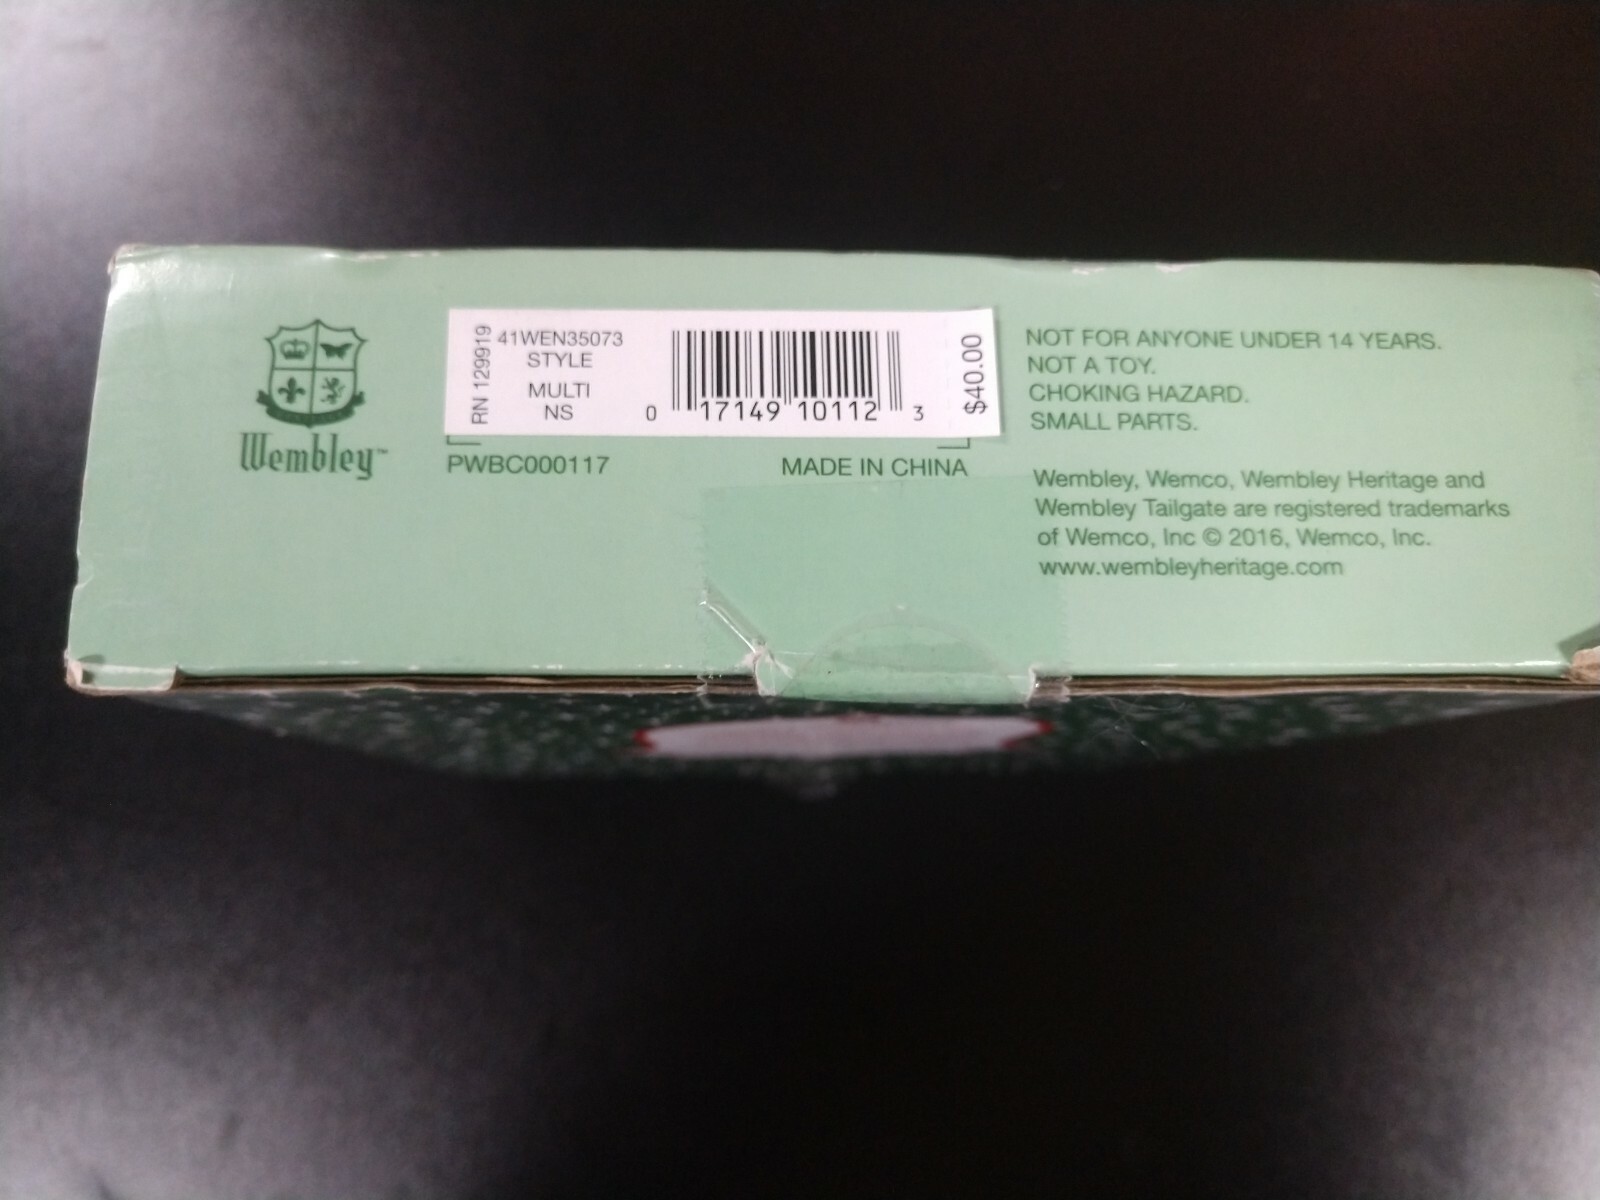 Wembley™
RN 129919
41WEN35073
STYLE
MULTI
NS
0 17149 10112 3
$40.00
PWBC000117
MADE IN CHINA
NOT FOR ANYONE UNDER 14 YEARS.
NOT A TOY.
CHOKING HAZARD.
SMALL PARTS.
Wembley, Wemco, Wembley Heritage and
Wembley Tailgate are registered trademarks
of Wemco, Inc © 2016, Wemco, Inc.
www.wembleyheritage.com